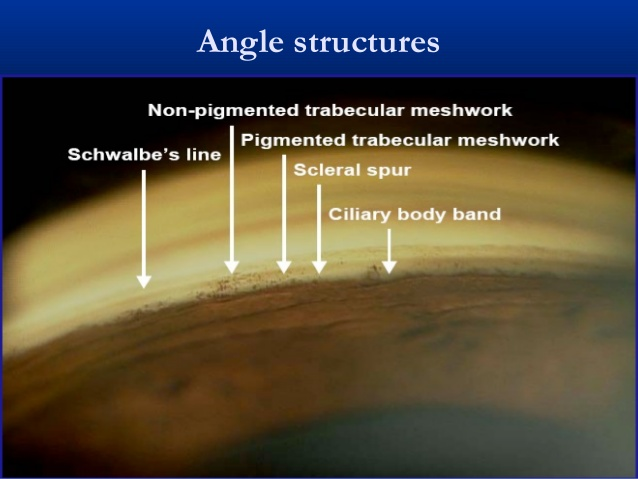 Angle structures
Non-pigmented trabecular meshwork
Pigmented trabecular meshwork
Schwalbe's line
Scleral spur
Ciliary body band